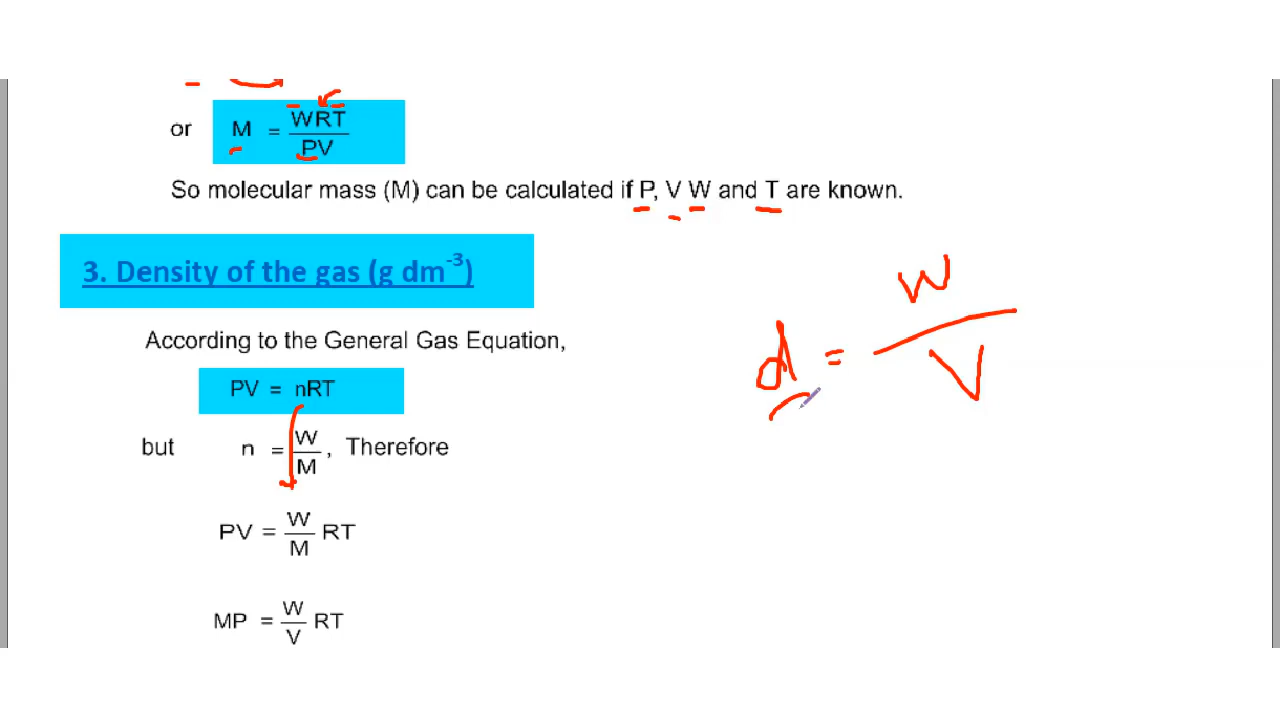 or M = WRT / PV
So molecular mass (M) can be calculated if P, V W and T are known.
3. Density of the gas (g dm⁻³)
According to the General Gas Equation,
PV = nRT
but n = W / M , Therefore
PV = W / M RT
MP = W / V RT
d = W / V